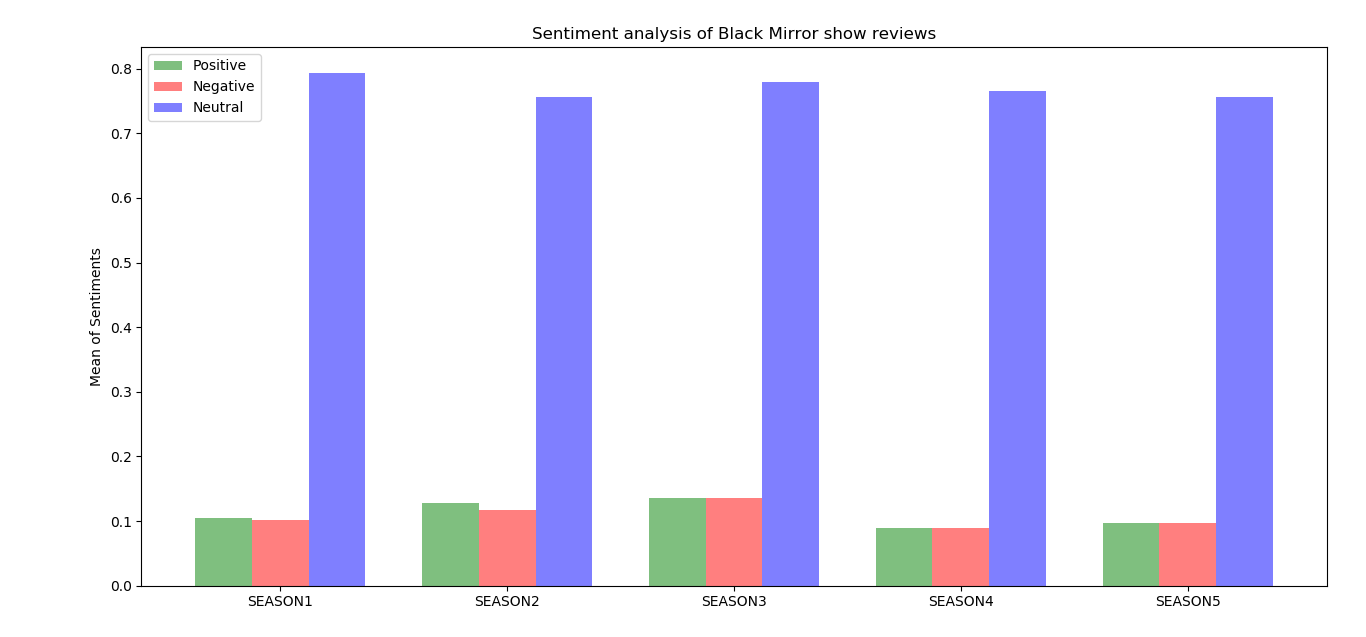 Sentiment analysis of Black Mirror show reviews
Positive
Negative
Neutral
Mean of Sentiments
0.8
0.7
0.6
0.5
0.4
0.3
0.2
0.1
0.0
SEASON1 SEASON2 SEASON3 SEASON4 SEASON5